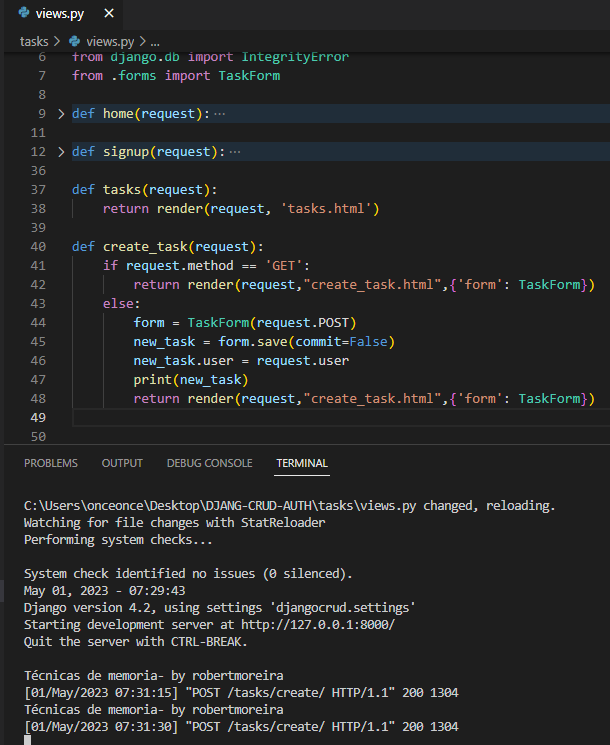 views.py ×
tasks > views.py > ...
6 from django.db import IntegrityError
7 from .forms import TaskForm
8
9 > def home(request): ···
11
12 > def signup(request): ···
36
37 def tasks(request):
38 return render(request, 'tasks.html')
39
40 def create_task(request):
41 if request.method == 'GET':
42 return render(request,"create_task.html",{'form': TaskForm})
43 else:
44 form = TaskForm(request.POST)
45 new_task = form.save(commit=False)
46 new_task.user = request.user
47 print(new_task)
48 return render(request,"create_task.html",{'form': TaskForm})
49
50
PROBLEMS OUTPUT DEBUG CONSOLE TERMINAL
C:\Users\onceonce\Desktop\DJANG-CRUD-AUTH\tasks\views.py changed, reloading.
Watching for file changes with StatReloader
Performing system checks...
System check identified no issues (0 silenced).
May 01, 2023 - 07:29:43
Django version 4.2, using settings 'djangocrud.settings'
Starting development server at http://127.0.0.1:8000/
Quit the server with CTRL-BREAK.
Técnicas de memoria- by robertmoreira
[01/May/2023 07:31:15] "POST /tasks/create/ HTTP/1.1" 200 1304
Técnicas de memoria- by robertmoreira
[01/May/2023 07:31:30] "POST /tasks/create/ HTTP/1.1" 200 1304